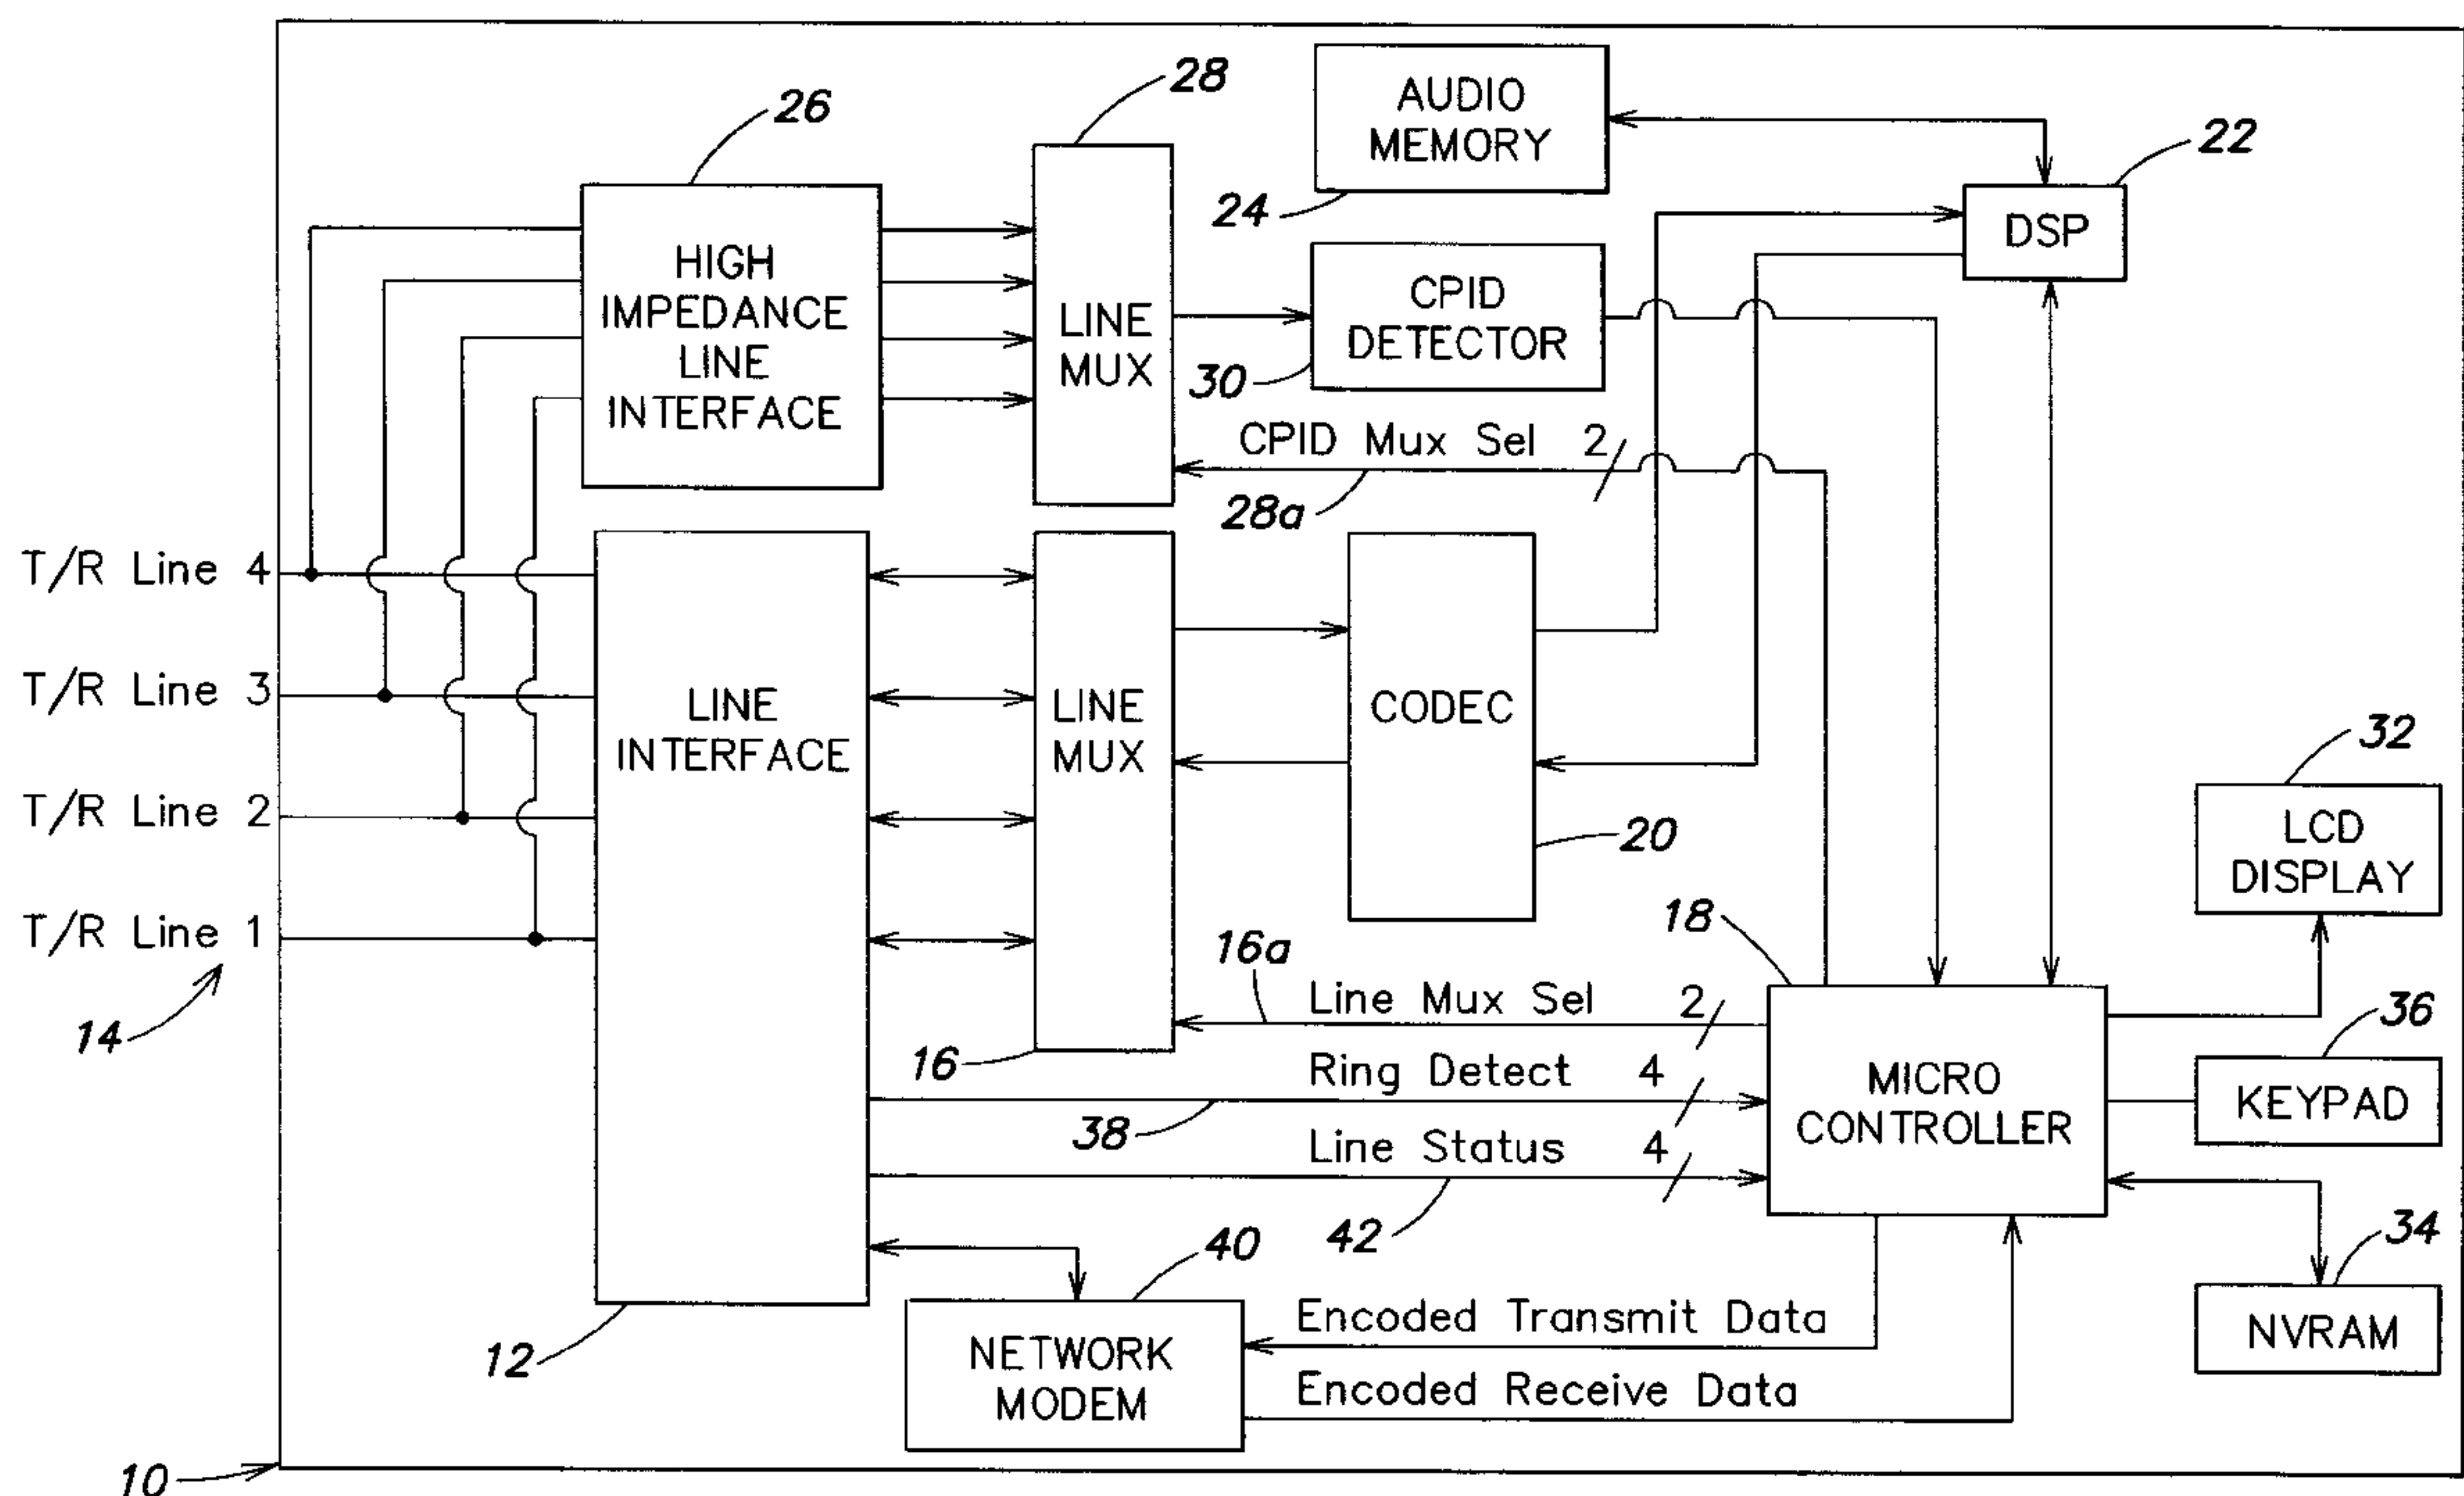 28
26
AUDIO
MEMORY
22
24
DSP
HIGH
IMPEDANCE
LINE
INTERFACE
LINE
MUX
CPID
DETECTOR
30
CPID Mux Sel 2
28a
T/R Line 4
T/R Line 3
T/R Line 2
T/R Line 1
14
LINE
INTERFACE
LINE
MUX
CODEC
20
32
LCD
DISPLAY
18
16a
Line Mux Sel 2
16
Ring Detect 4
38
Line Status 4
42
MICRO
CONTROLLER
36
KEYPAD
34
NVRAM
40
12
NETWORK
MODEM
Encoded Transmit Data
Encoded Receive Data
10